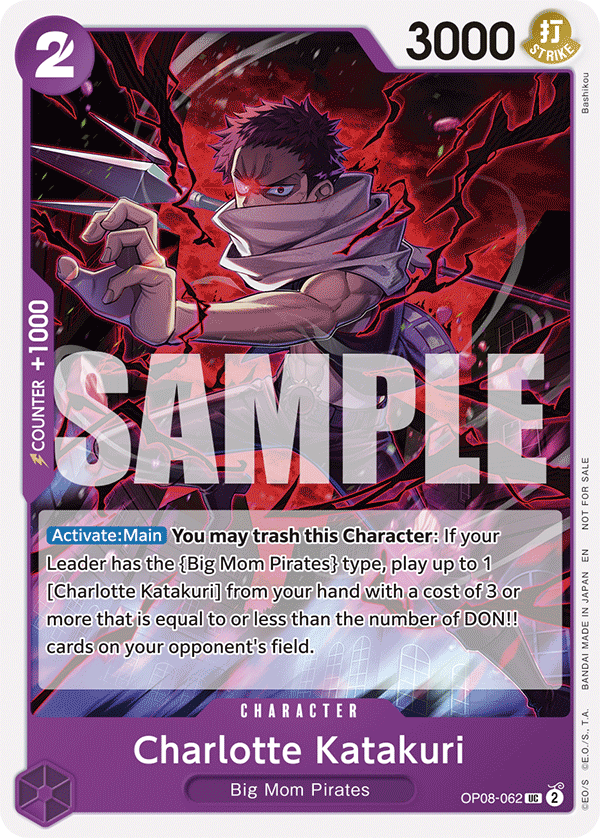 2
3000
打
STRIKE
Bashikou
COUNTER +1000
SAMPLE
Activate:Main You may trash this Character: If your
Leader has the {Big Mom Pirates} type, play up to 1
[Charlotte Katakuri] from your hand with a cost of 3 or
more that is equal to or less than the number of DON!!
cards on your opponent's field.
CHARACTER
Charlotte Katakuri
Big Mom Pirates
OP08-062 UC 2
©EO/S ©E.O./S., T.A. BANDAI MADE IN JAPAN EN NOT FOR SALE